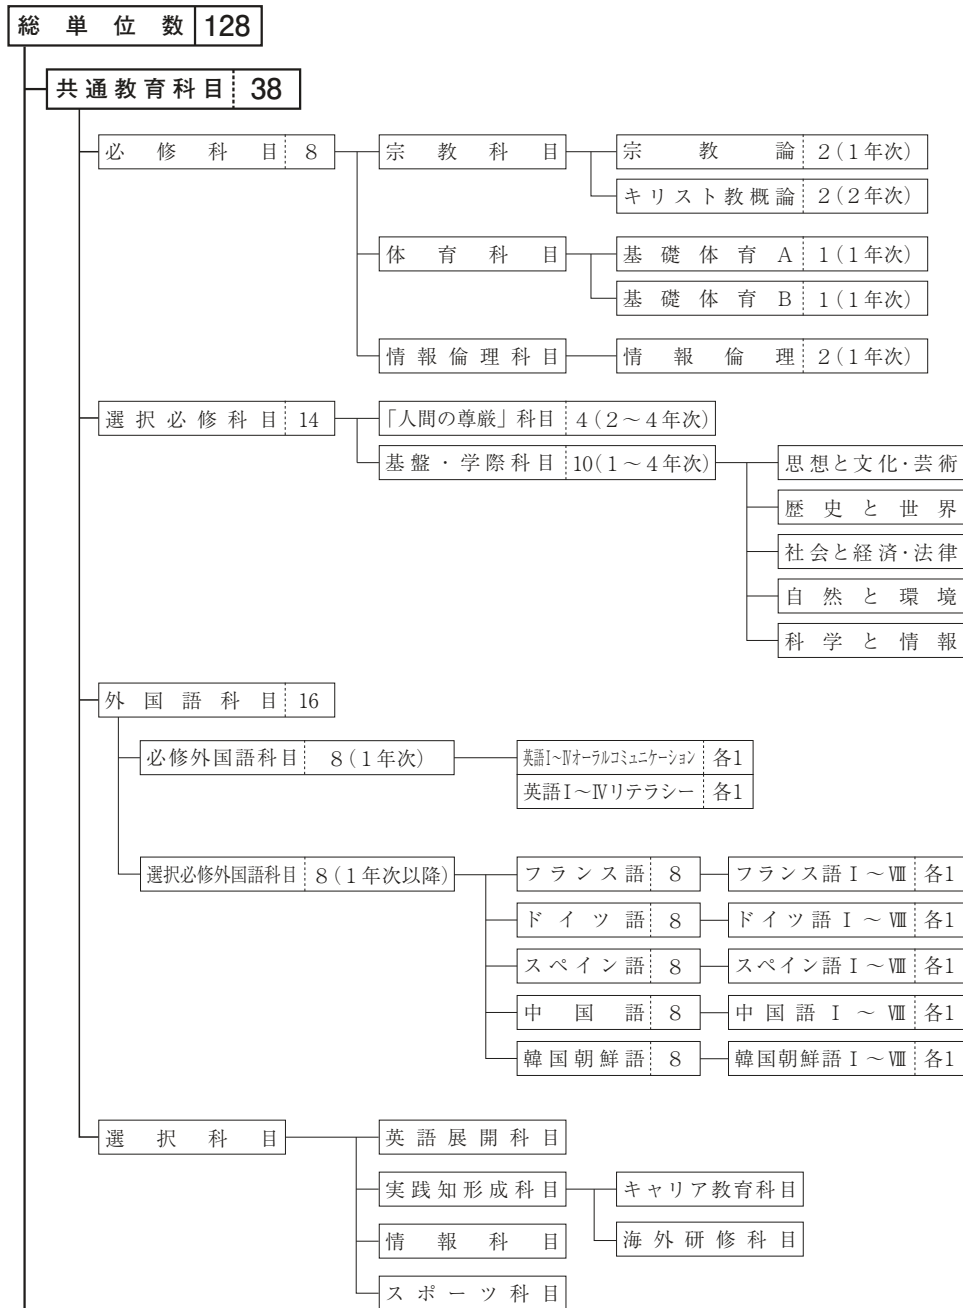 総単位数 128
共通教育科目 38
必修科目 8 宗教科目 宗教論 2(1年次)
キリスト教概論 2(2年次)
体育科目 基礎体育A 1(1年次)
基礎体育B 1(1年次)
情報倫理科目 情報倫理 2(1年次)
選択必修科目 14 「人間の尊厳」科目 4(2〜4年次)
基盤・学際科目 10(1〜4年次) 思想と文化・芸術
歴史と世界
社会と経済・法律
自然と環境
科学と情報
外国語科目 16
必修外国語科目 8(1年次) 英語Ⅰ〜Ⅳオーラルコミュニケーション 各1
英語Ⅰ〜Ⅳリテラシー 各1
選択必修外国語科目 8(1年次以降) フランス語 8 フランス語Ⅰ〜Ⅷ 各1
ドイツ語 8 ドイツ語Ⅰ〜Ⅷ 各1
スペイン語 8 スペイン語Ⅰ〜Ⅷ 各1
中国語 8 中国語Ⅰ〜Ⅷ 各1
韓国朝鮮語 8 韓国朝鮮語Ⅰ〜Ⅷ 各1
選択科目 英語展開科目
実践知形成科目 キャリア教育科目
海外研修科目
情報科目
スポーツ科目